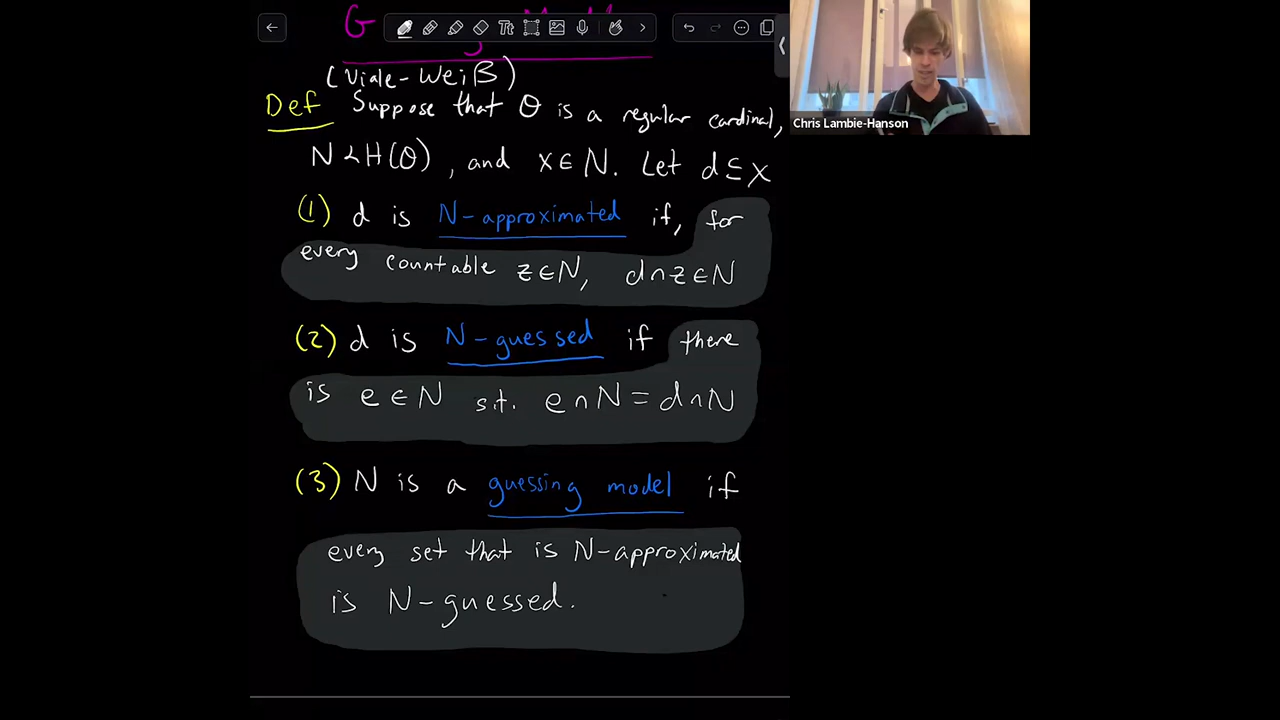 (Viale-Weiß)
Def Suppose that θ is a regular cardinal,
N ≺ H(θ), and x ∈ N. Let d ⊆ x
(1) d is N-approximated if, for
every countable z ∈ N, d ∩ z ∈ N
(2) d is N-guessed if there
is e ∈ N s.t. e ∩ N = d ∩ N
(3) N is a guessing model if
every set that is N-approximated
is N-guessed.
Chris Lambie-Hanson